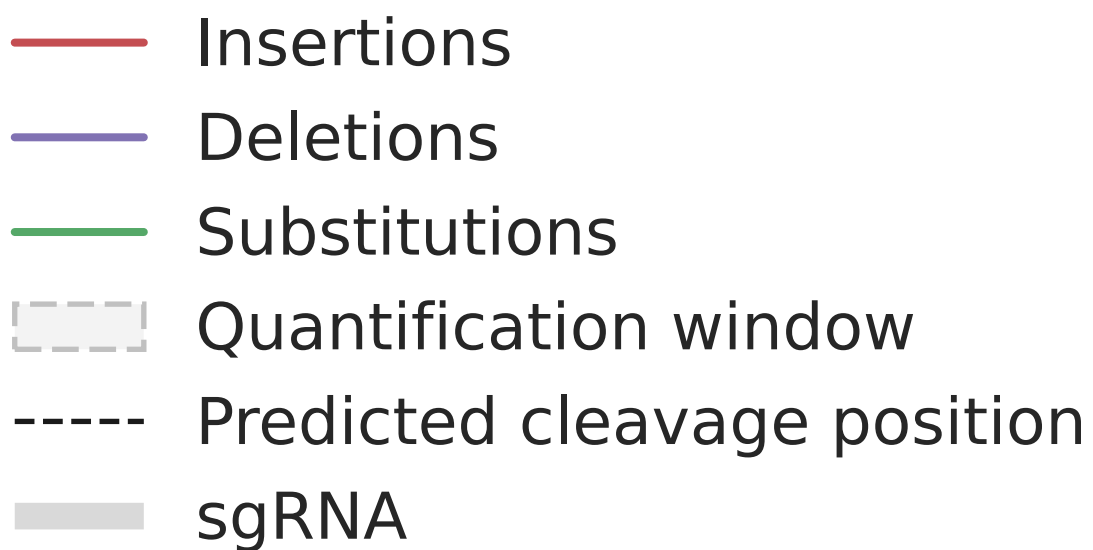 Insertions
Deletions
Substitutions
Quantification window
Predicted cleavage position
sgRNA